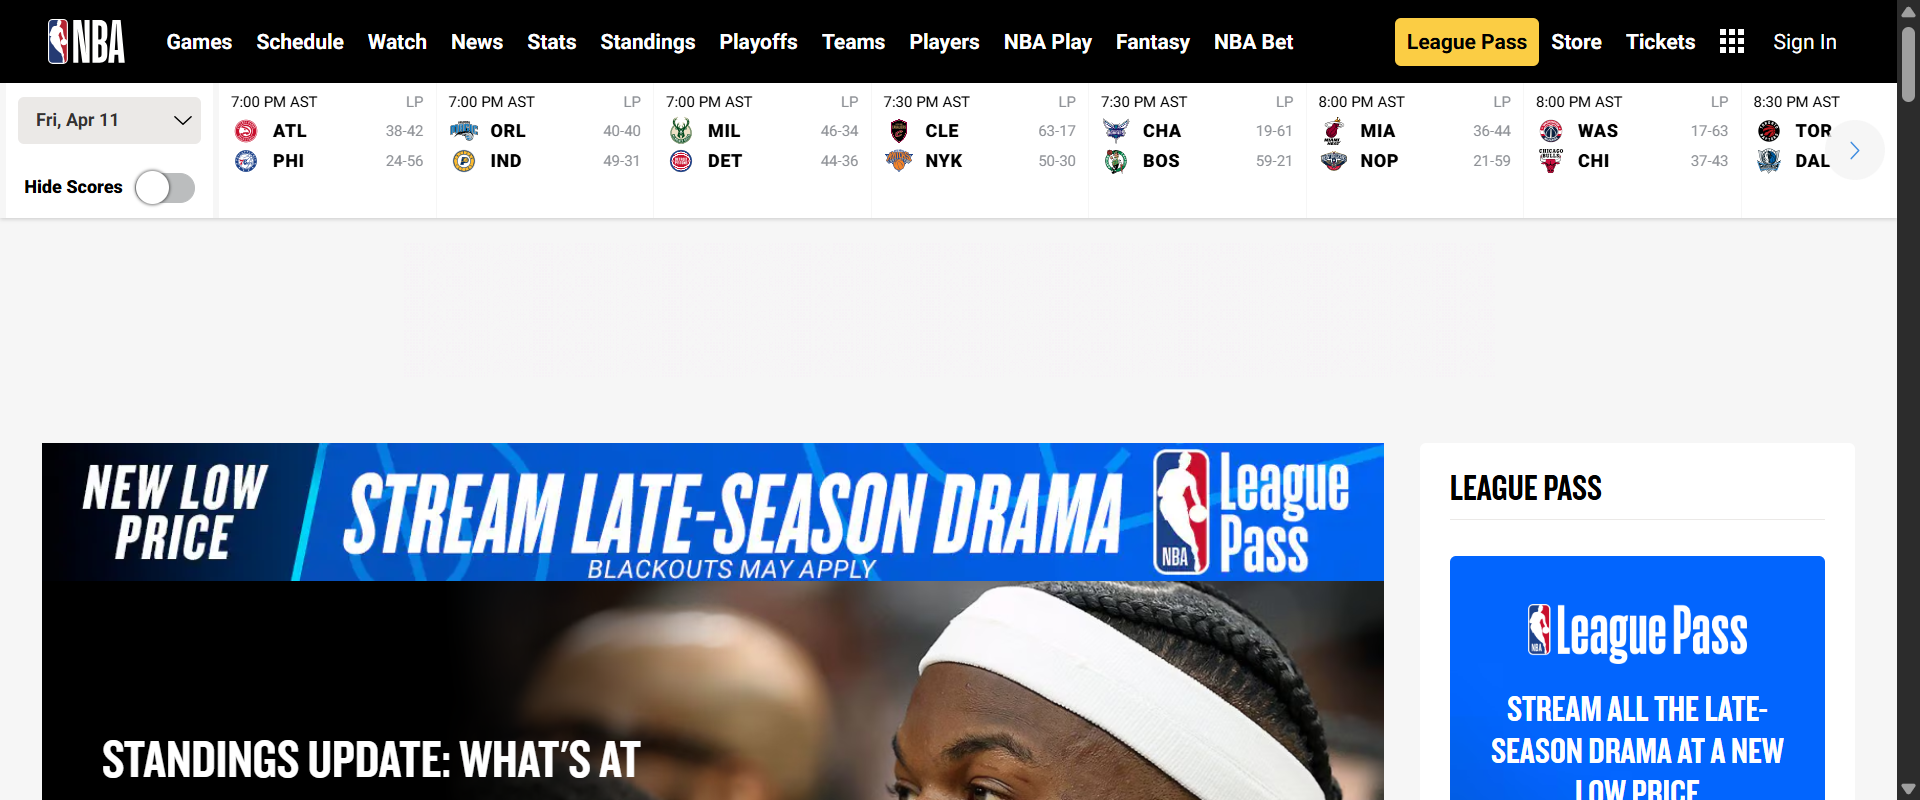 NBA
Games Schedule Watch News Stats Standings Playoffs Teams Players NBA Play Fantasy NBA Bet League Pass Store Tickets Sign In
Fri, Apr 11
Hide Scores
7:00 PM AST LP
ATL 38-42
PHI 24-56
7:00 PM AST LP
ORL 40-40
IND 49-31
7:00 PM AST LP
MIL 46-34
DET 44-36
7:30 PM AST LP
CLE 63-17
NYK 50-30
7:30 PM AST LP
CHA 19-61
BOS 59-21
8:00 PM AST LP
MIA 36-44
NOP 21-59
8:00 PM AST LP
WAS 17-63
CHI 37-43
8:30 PM AST
TOR
DAL
NEW LOW
PRICE
STREAM LATE-SEASON DRAMA
BLACKOUTS MAY APPLY
NBA
League
Pass
STANDINGS UPDATE: WHAT'S AT
LEAGUE PASS
NBA
League Pass
STREAM ALL THE LATE-
SEASON DRAMA AT A NEW
LOW PRICE